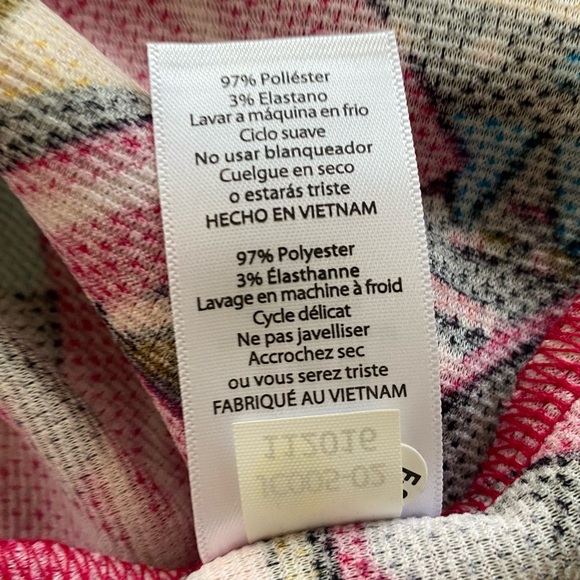 97% Poliéster
3% Elastano
Lavar a máquina en frio
Ciclo suave
No usar blanqueador
Cuelgue en seco
o estarás triste
HECHO EN VIETNAM
97% Polyester
3% Élasthanne
Lavage en machine à froid
Cycle délicat
Ne pas javelliser
Accrochez sec
ou vous serez triste
FABRIQUÉ AU VIETNAM
112016